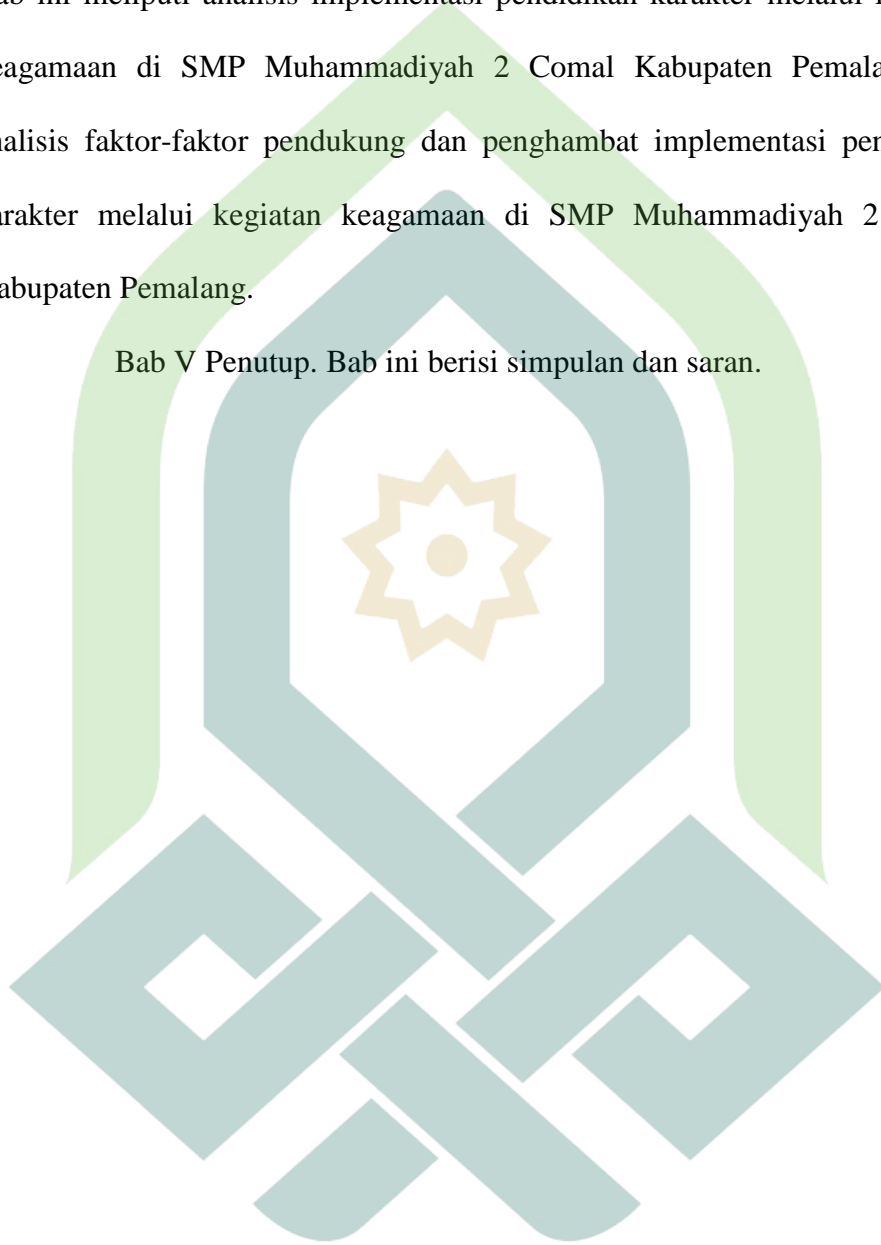 ab ini meliputi analisis implementasi pendidikan karakter melalui
eagamaan di SMP Muhammadiyah 2 Comal Kabupaten Pemala
nalisis faktor-faktor pendukung dan penghambat implementasi pen
arakter melalui kegiatan keagamaan di SMP Muhammadiyah 2
abupaten Pemalang.
Bab V Penutup. Bab ini berisi simpulan dan saran.